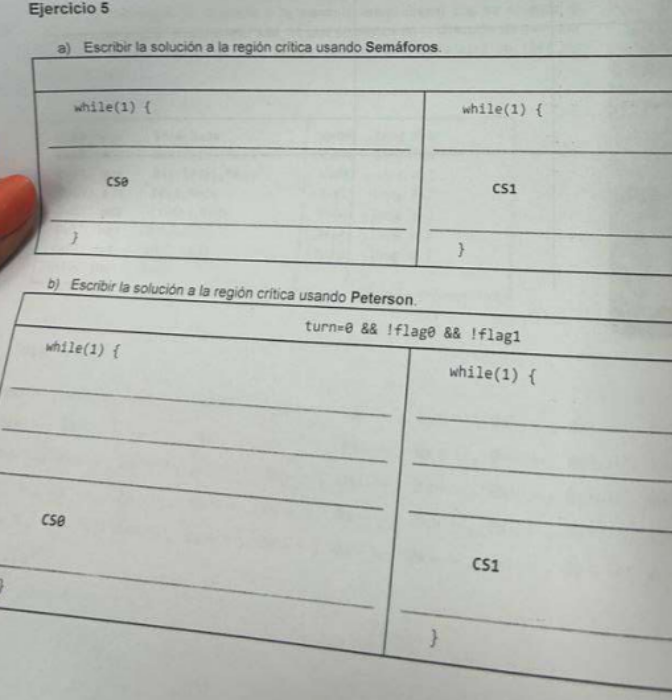 Ejercicio 5
a) Escribir la solución a la región crítica usando Semáforos.
while(1) {
CS0
}
while(1) {
CS1
}
b) Escribir la solución a la región crítica usando Peterson.
turn=0 && !flag0 && !flag1
while(1) {
CS0
}
while(1) {
CS1
}